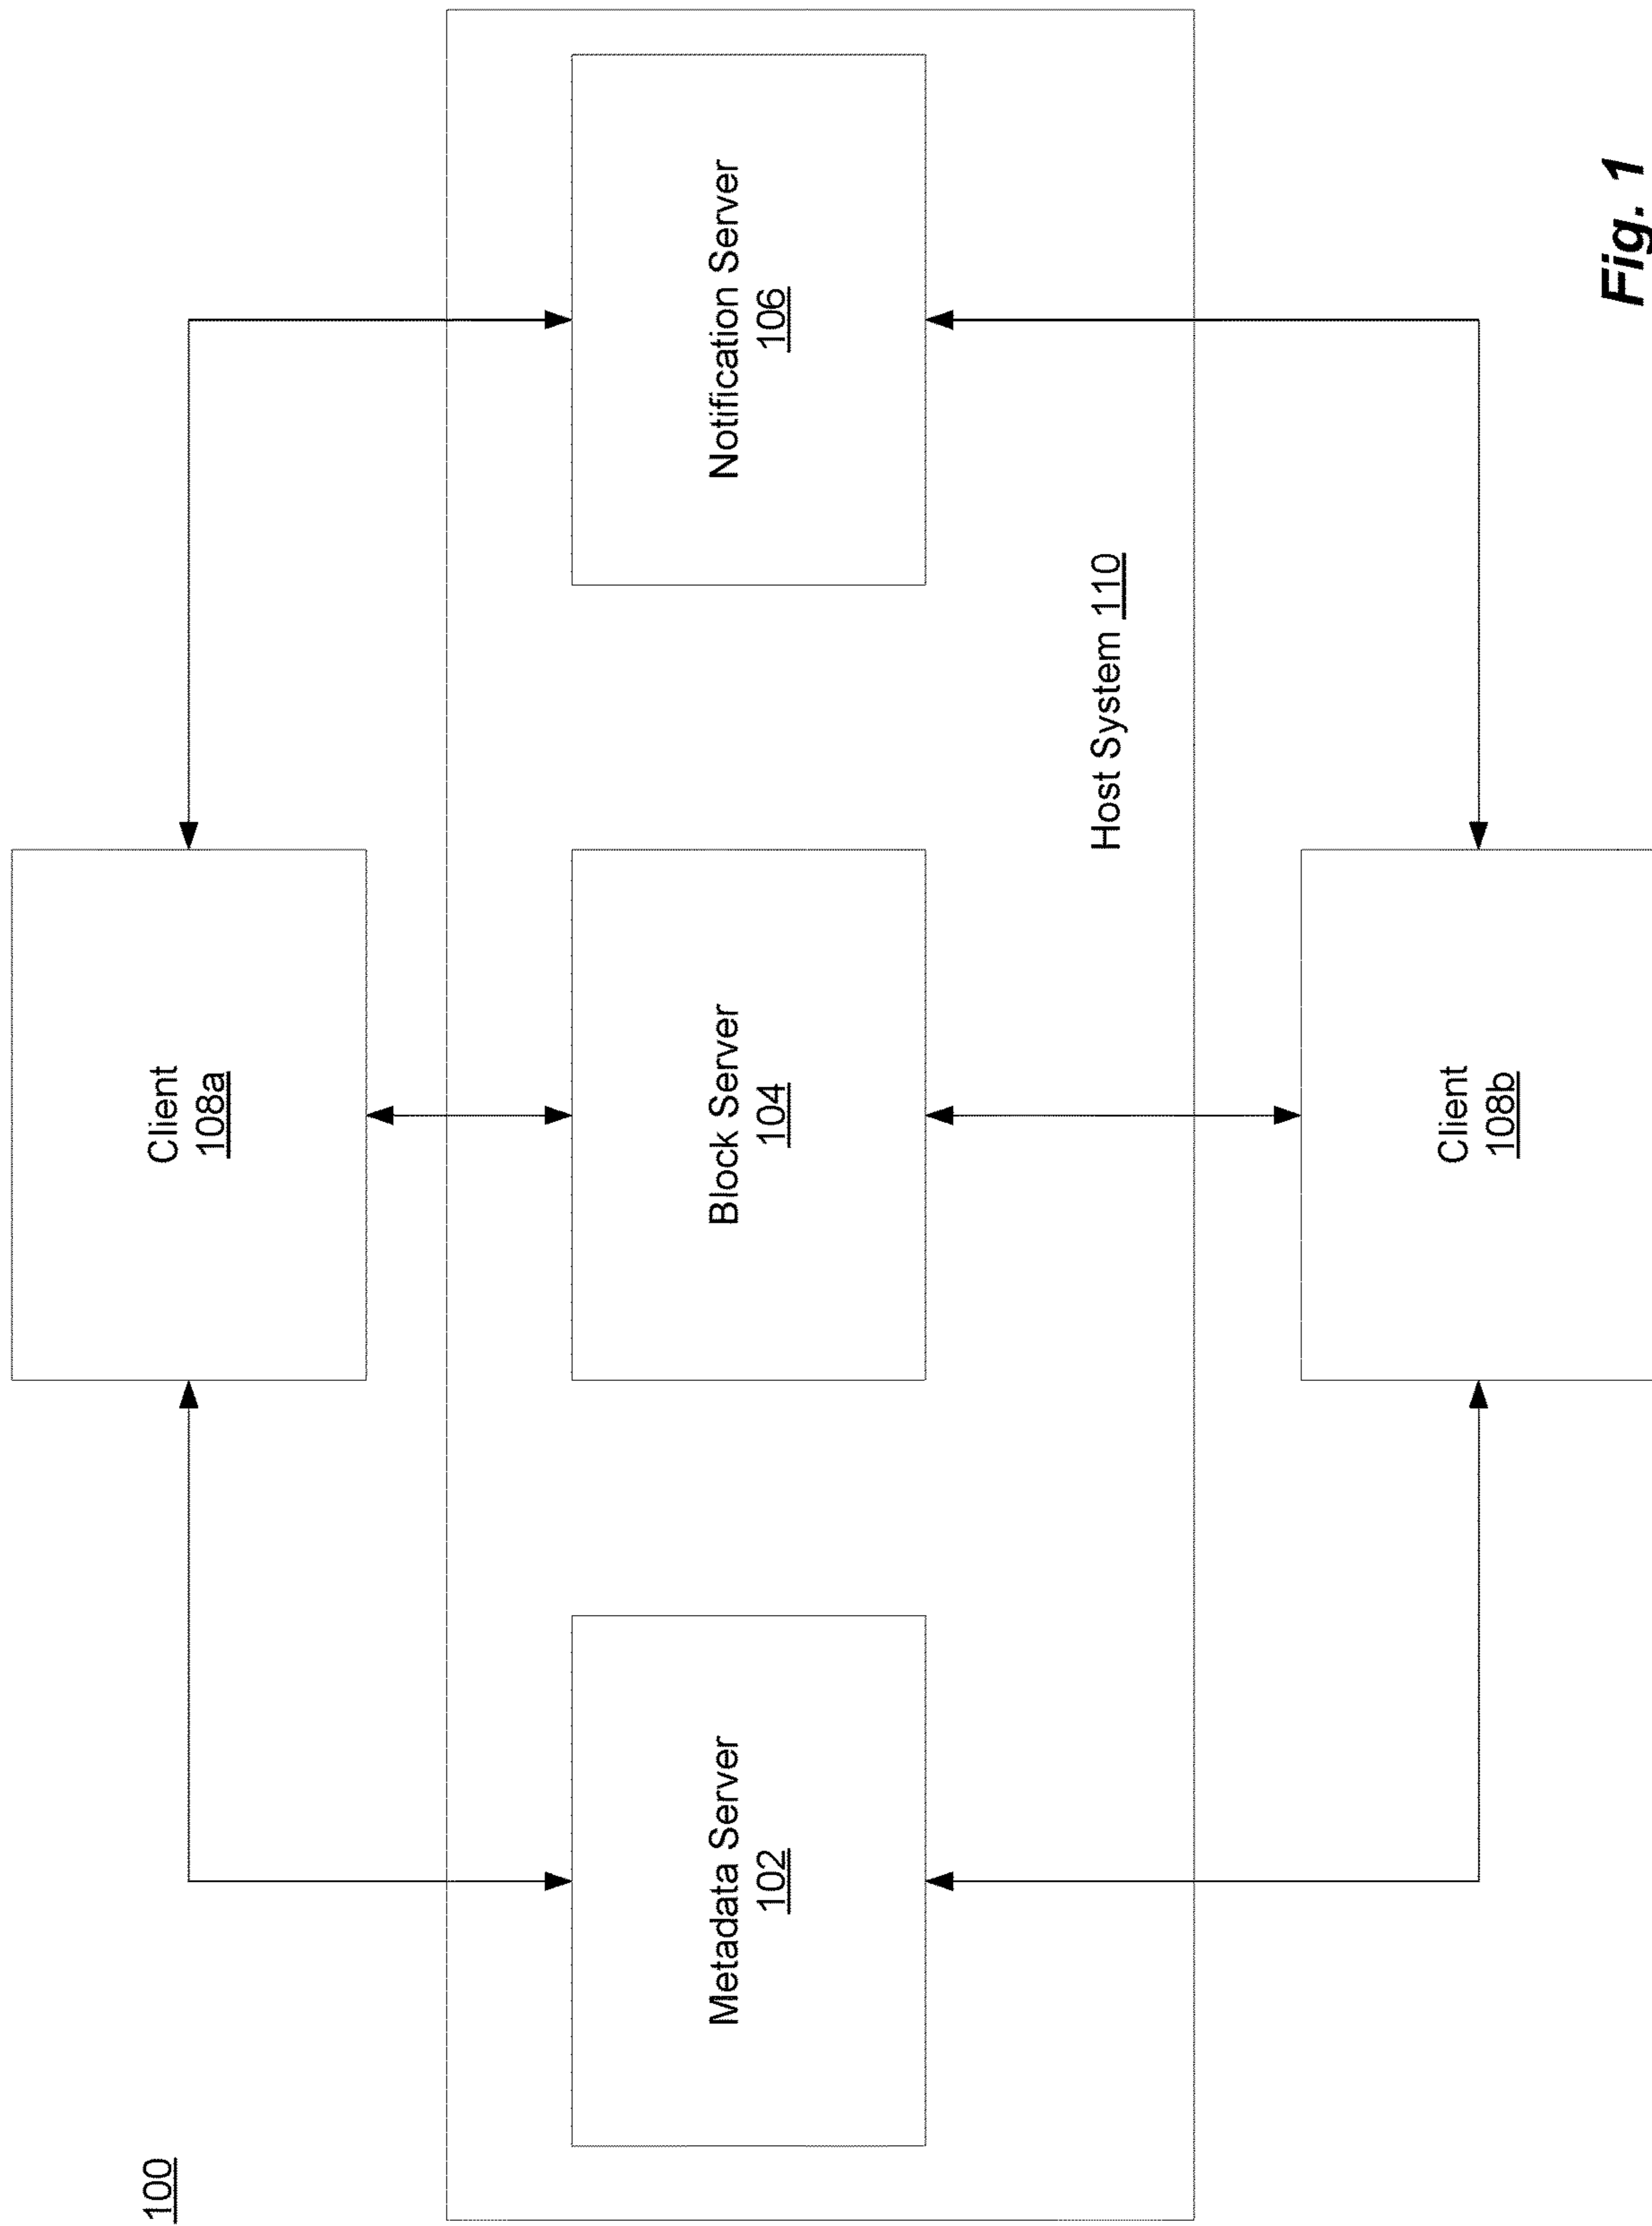 100
Client
108a
Metadata Server
102
Block Server
104
Notification Server
106
Host System 110
Client
108b
Fig. 1